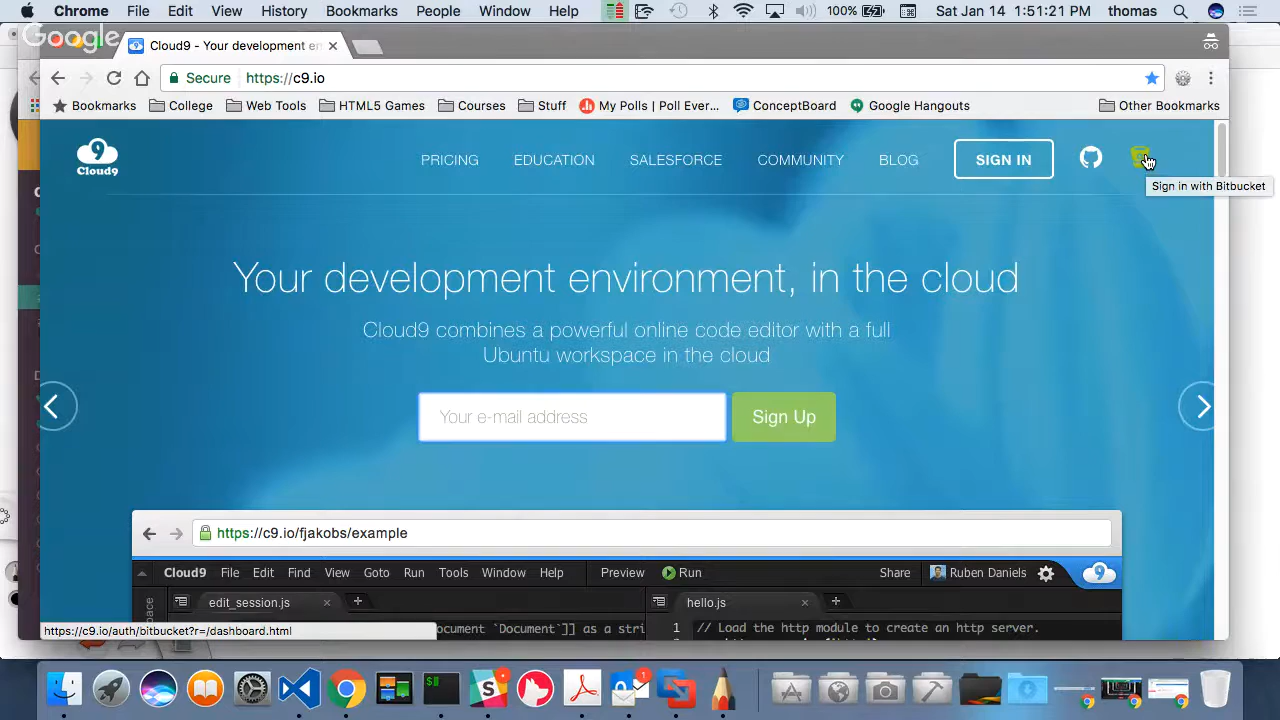 Chrome File Edit View History Bookmarks People Window Help 100% Sat Jan 14 1:51:21 PM thomas
Google
Cloud9 - Your development en
Secure https://c9.io
Bookmarks College Web Tools HTML5 Games Courses Stuff My Polls | Poll Ever... ConceptBoard Google Hangouts Other Bookmarks
9
Cloud9
PRICING EDUCATION SALESFORCE COMMUNITY BLOG SIGN IN
Sign in with Bitbucket
Your development environment, in the cloud
Cloud9 combines a powerful online code editor with a full
Ubuntu workspace in the cloud
Your e-mail address Sign Up
https://c9.io/fjakobs/example
Cloud9 File Edit Find View Goto Run Tools Window Help Preview Run Share Ruben Daniels
edit_session.js hello.js
https://c9.io/auth/bitbucket?r=/dashboard.html
ocument `Document`]] as a stri 1 // Load the http module to create an http server.